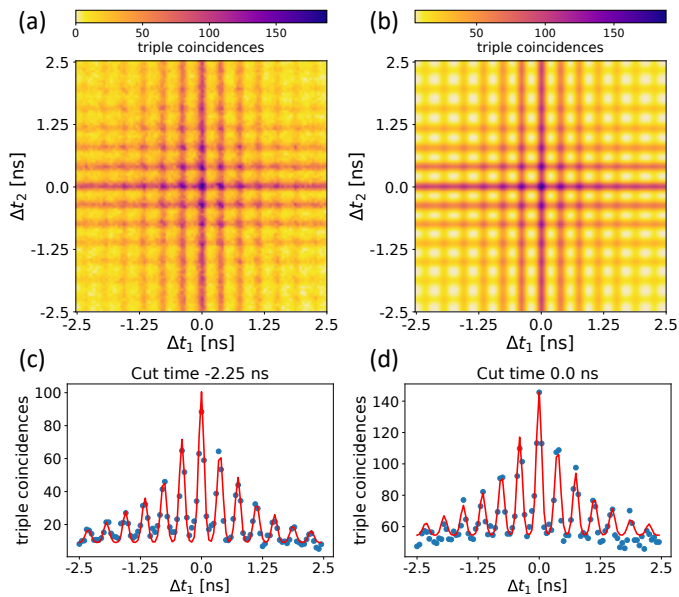 (a)
0 50 100 150
triple coincidences
2.5
1.25
0.0
-1.25
-2.5
Δt₂ [ns]
-2.5 -1.25 0.0 1.25 2.5
Δt₁ [ns]
(b)
50 100 150
triple coincidences
2.5
1.25
0.0
-1.25
-2.5
Δt₂ [ns]
-2.5 -1.25 0.0 1.25 2.5
Δt₁ [ns]
(c)
Cut time -2.25 ns
100
80
60
40
20
0
triple coincidences
-2.5 -1.25 0.0 1.25 2.5
Δt₁ [ns]
(d)
Cut time 0.0 ns
140
120
100
80
60
triple coincidences
-2.5 -1.25 0.0 1.25 2.5
Δt₁ [ns]